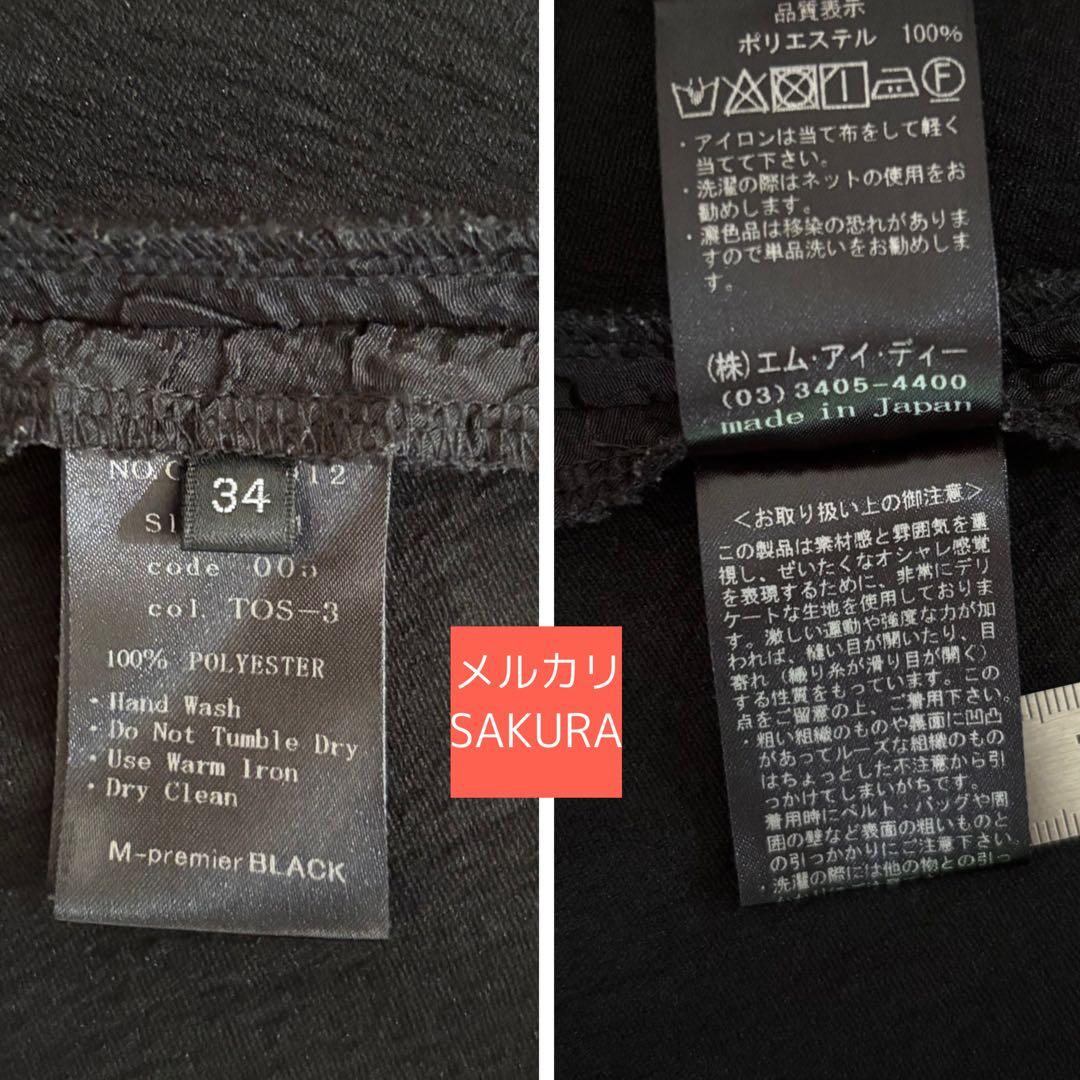 34
12
code 005
col. TOS-3
100% POLYESTER
・Hand Wash
・Do Not Tumble Dry
・Use Warm Iron
・Dry Clean
M-premier BLACK
メルカリ
SAKURA
品質表示
ポリエステル 100%
F
・アイロンは当て布をして軽く
当てて下さい。
・洗濯の際はネットの使用をお
勧めします。
・濃色品は移染の恐れがありま
すので単品洗いをお勧めしま
す。
(株)エム・アイ・ディー
(03)3405-4400
made in Japan
<お取り扱い上の御注意>
この製品は素材感と雰囲気を重
視し、ぜいたくなオシャレ感覚
を表現するために、非常にデリ
ケートな生地を使用しておりま
す。激しい運動や強度な力が加
われば、縫い目が開いたり、目
寄れ(織り糸が滑り目が開く)
する性質をもっています。この
点をご留意の上、ご着用下さい。
・粗い組織のものや裏面に凹凸
があってルーズな組織のもの
はちょっとした不注意から引
っかけてしまいがちです。
着用時にベルト・バッグや周
囲の壁など表面の粗いものと
の引っかかりにご注意下さい。
・洗濯の際には他の物との引っ